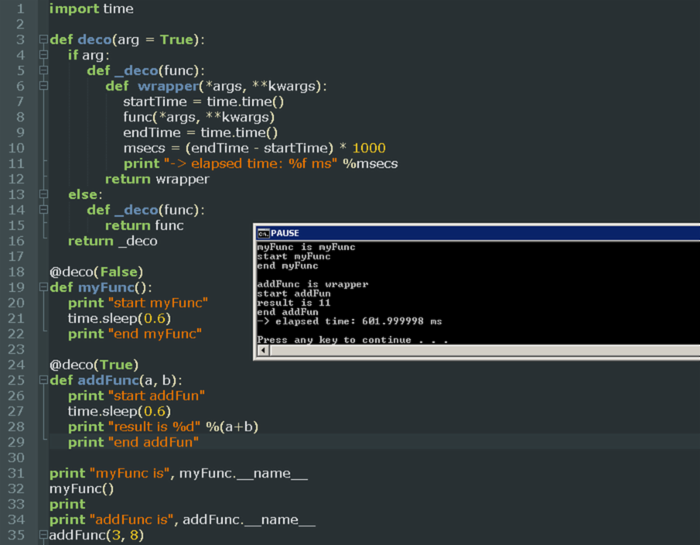 1 import time
2
3 def deco(arg = True):
4     if arg:
5         def _deco(func):
6             def wrapper(*args, **kwargs):
7                 startTime = time.time()
8                 func(*args, **kwargs)
9                 endTime = time.time()
10                 msecs = (endTime - startTime) * 1000
11                 print "-> elapsed time: %f ms" %msecs
12             return wrapper
13     else:
14         def _deco(func):
15             return func
16     return _deco
17
18 @deco(False)
19 def myFunc():
20     print "start myFunc"
21     time.sleep(0.6)
22     print "end myFunc"
23
24 @deco(True)
25 def addFunc(a, b):
26     print "start addFun"
27     time.sleep(0.6)
28     print "result is %d" %(a+b)
29     print "end addFun"
30
31 print "myFunc is", myFunc.__name__
32 myFunc()
33 print
34 print "addFunc is", addFunc.__name__
35 addFunc(3, 8)
PAUSE
myFunc is myFunc
start myFunc
end myFunc

addFunc is wrapper
start addFun
result is 11
end addFun
-> elapsed time: 601.999998 ms

Press any key to continue . . .